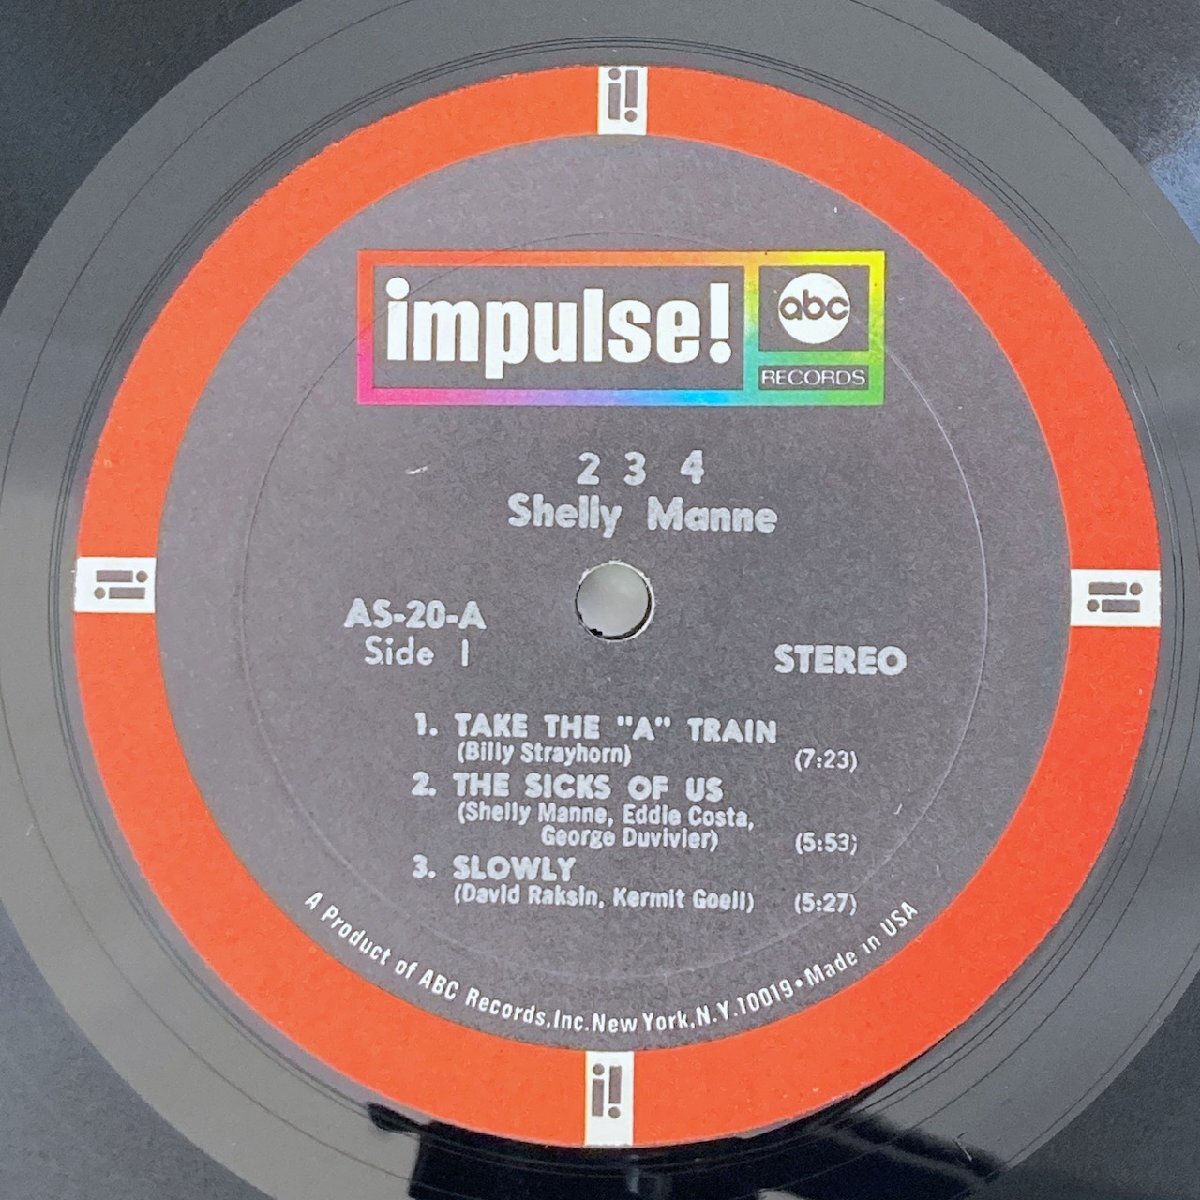 impulse!
abc
RECORDS
2 3 4
Shelly Manne
AS-20-A
Side 1
STEREO
1. TAKE THE "A" TRAIN
(Billy Strayhorn) (7:23)
2. THE SICKS OF US
(Shelly Manne, Eddie Costa,
George Duvivier) (5:53)
3. SLOWLY
(David Raksin, Kermit Goell) (5:27)
A Product of ABC Records,Inc.New York,N.Y.10019•Made in USA
i!
i!
i!
i!